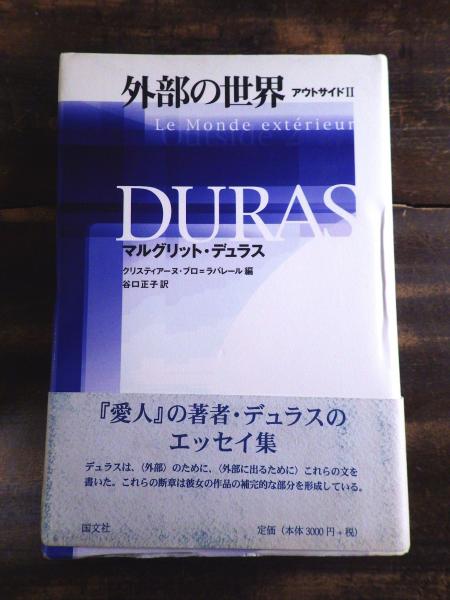 外部の世界 アウトサイドII
Le Monde extérieur
Outside 2
DURAS
マルグリット・デュラス
クリスティアーヌ・ブロ=ラバレール 編
谷口正子 訳
『愛人』の著者・デュラスの
エッセイ集
デュラスは、〈外部〉のために、〈外部に出るために〉これらの文を
書いた。これらの断章は彼女の作品の補完的な部分を形成している。
国文社
定価（本体3000円+税）